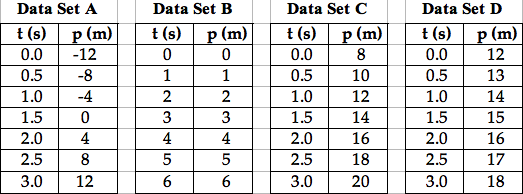 Data Set A Data Set B Data Set C Data Set D
t (s) p (m) t (s) p (m) t (s) p (m) t (s) p (m)
0.0 -12 0 0 0.0 8 0.0 12
0.5 -8 1 1 0.5 10 0.5 13
1.0 -4 2 2 1.0 12 1.0 14
1.5 0 3 3 1.5 14 1.5 15
2.0 4 4 4 2.0 16 2.0 16
2.5 8 5 5 2.5 18 2.5 17
3.0 12 6 6 3.0 20 3.0 18